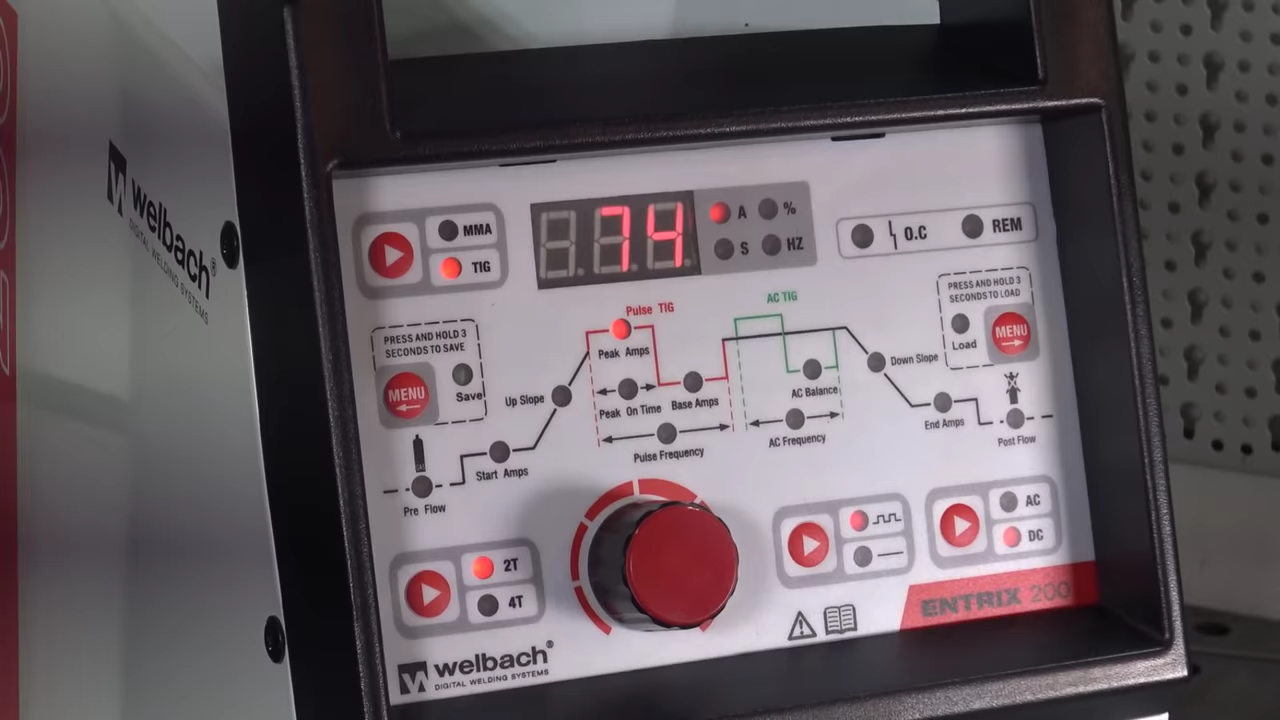 welbach®
DIGITAL WELDING SYSTEMS
MMA
TIG
74
A
%
S
HZ
O.C
REM
PRESS AND HOLD 3
SECONDS TO SAVE
MENU
Save
PRESS AND HOLD 3
SECONDS TO LOAD
Load
MENU
Pulse TIG
AC TIG
Peak Amps
Up Slope
Peak On Time
Base Amps
AC Balance
Down Slope
Pulse Frequency
AC Frequency
Start Amps
End Amps
Pre Flow
Post Flow
2T
4T
AC
DC
ENTRIX 200
welbach®
DIGITAL WELDING SYSTEMS